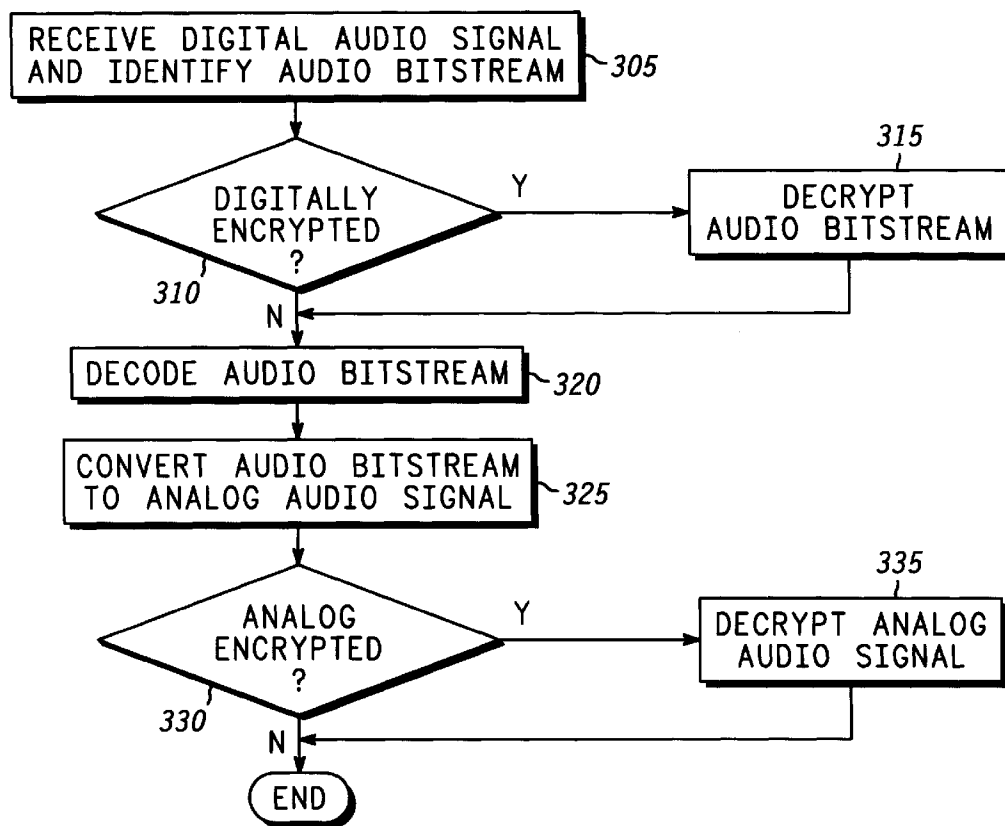 RECEIVE DIGITAL AUDIO SIGNAL
AND IDENTIFY AUDIO BITSTREAM
305
DIGITALLY
ENCRYPTED
?
310
Y
315
DECRYPT
AUDIO BITSTREAM
N
DECODE AUDIO BITSTREAM
320
CONVERT AUDIO BITSTREAM
TO ANALOG AUDIO SIGNAL
325
ANALOG
ENCRYPTED
?
330
Y
335
DECRYPT ANALOG
AUDIO SIGNAL
N
END